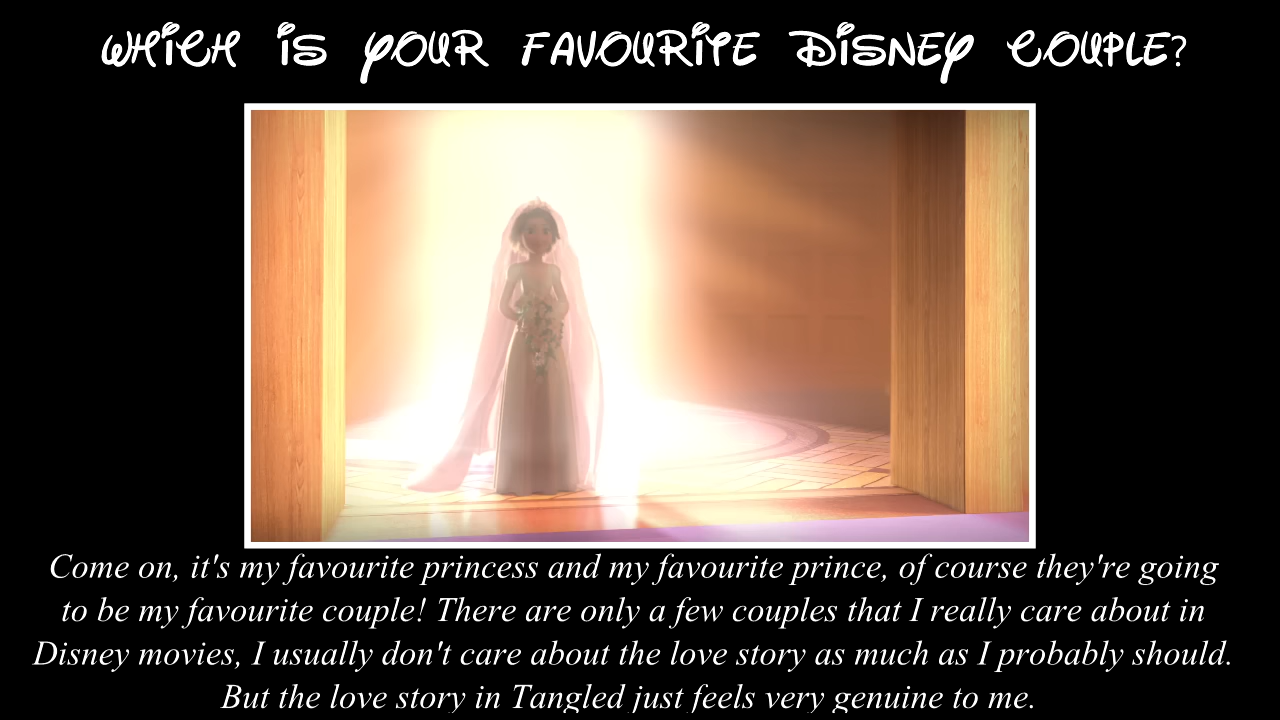 WHICH IS YOUR FAVOURITE DISNEY COUPLE?
Come on, it's my favourite princess and my favourite prince, of course they're going
to be my favourite couple! There are only a few couples that I really care about in
Disney movies, I usually don't care about the love story as much as I probably should.
But the love story in Tangled just feels very genuine to me.